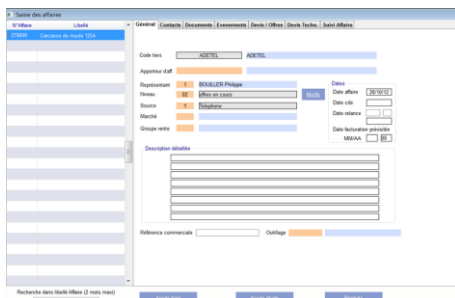 Saisie des affaires
N°Affaire Libellé
Carcasse de moule 1254
Général Contacts Documents Evenements Devis / Offres Devis Techn. Suivi Affaire
Code tiers ADETEL ADETEL
Apporteur d'aff
Représentant 1 BOUILLER Philippe
Niveau 02 offres en cours
Source 1 Telephone
Marché
Groupe vente
Dates
Date affaire 28/10/12
Date cde
Date relance
Date facturation prévisible
MM/AA 00
Description détaillée
Référence commerciale Outillage
Recherche dans libellé Affaire (2 mots maxi)